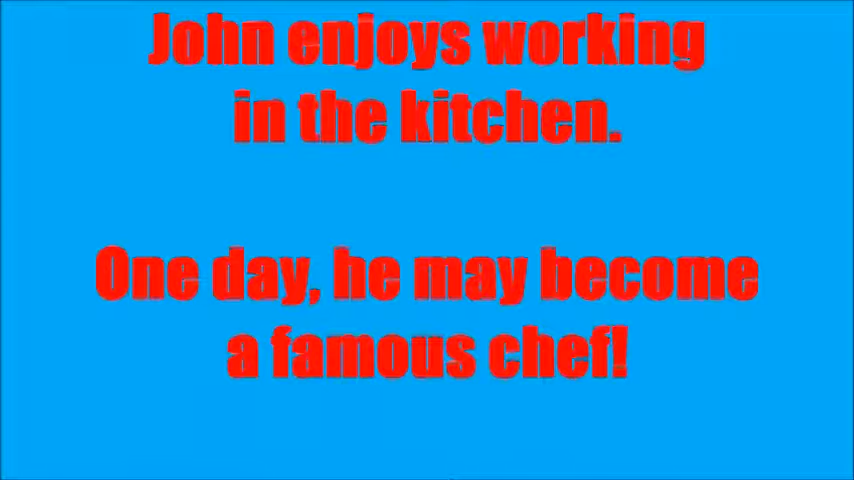 John enjoys working
in the kitchen.
One day, he may become
a famous chef!